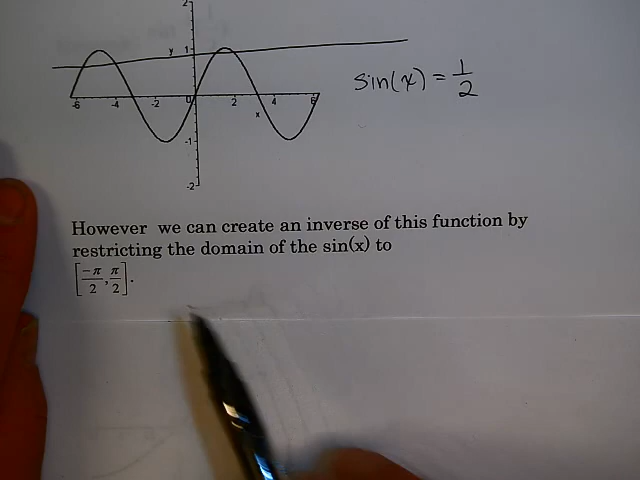 2
y 1
sin(x) = 1/2
-6 -4 -2 0 2 4 6
x
-1
-2
However we can create an inverse of this function by
restricting the domain of the sin(x) to
[-π/2, π/2].